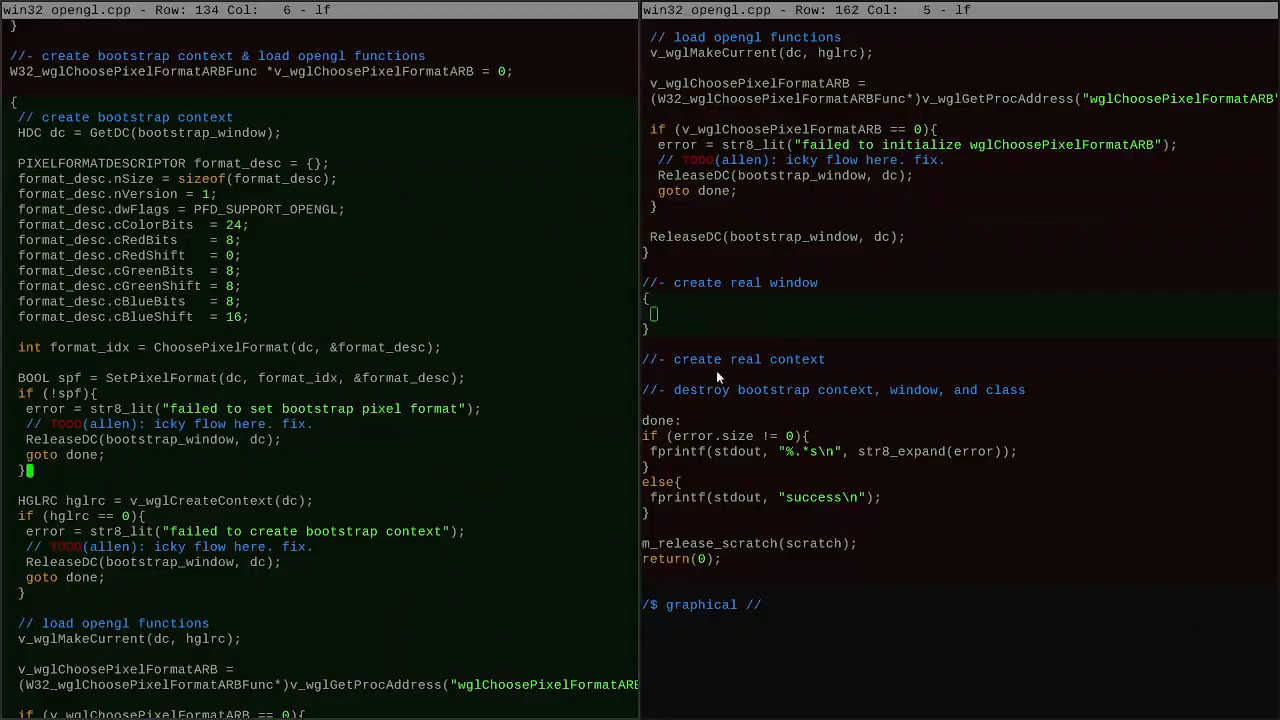 win32 opengl.cpp - Row: 134 Col:   6 - lf
}
//- create bootstrap context & load opengl functions
W32_wglChoosePixelFormatARBFunc *v_wglChoosePixelFormatARB = 0;
{
// create bootstrap context
HDC dc = GetDC(bootstrap_window);
PIXELFORMATDESCRIPTOR format_desc = {};
format_desc.nSize = sizeof(format_desc);
format_desc.nVersion = 1;
format_desc.dwFlags = PFD_SUPPORT_OPENGL;
format_desc.cColorBits  = 24;
format_desc.cRedBits    = 8;
format_desc.cRedShift   = 0;
format_desc.cGreenBits  = 8;
format_desc.cGreenShift = 8;
format_desc.cBlueBits   = 8;
format_desc.cBlueShift  = 16;
int format_idx = ChoosePixelFormat(dc, &format_desc);
BOOL spf = SetPixelFormat(dc, format_idx, &format_desc);
if (!spf){
error = str8_lit("failed to set bootstrap pixel format");
// TODO(allen): icky flow here. fix.
ReleaseDC(bootstrap_window, dc);
goto done;
}
HGLRC hglrc = v_wglCreateContext(dc);
if (hglrc == 0){
error = str8_lit("failed to create bootstrap context");
// TODO(allen): icky flow here. fix.
ReleaseDC(bootstrap_window, dc);
goto done;
}
// load opengl functions
v_wglMakeCurrent(dc, hglrc);
v_wglChoosePixelFormatARB =
(W32_wglChoosePixelFormatARBFunc*)v_wglGetProcAddress("wglChoosePixelFormatARB
if (v_wglChoosePixelFormatARB == 0){
win32 opengl.cpp - Row: 162 Col:   5 - lf
// load opengl functions
v_wglMakeCurrent(dc, hglrc);
v_wglChoosePixelFormatARB =
(W32_wglChoosePixelFormatARBFunc*)v_wglGetProcAddress("wglChoosePixelFormatARB"
if (v_wglChoosePixelFormatARB == 0){
error = str8_lit("failed to initialize wglChoosePixelFormatARB");
// TODO(allen): icky flow here. fix.
ReleaseDC(bootstrap_window, dc);
goto done;
}
ReleaseDC(bootstrap_window, dc);
}
//- create real window
{
}
//- create real context
//- destroy bootstrap context, window, and class
done:
if (error.size != 0){
fprintf(stdout, "%.*s\n", str8_expand(error));
}
else{
fprintf(stdout, "success\n");
}
m_release_scratch(scratch);
return(0);
/$ graphical //